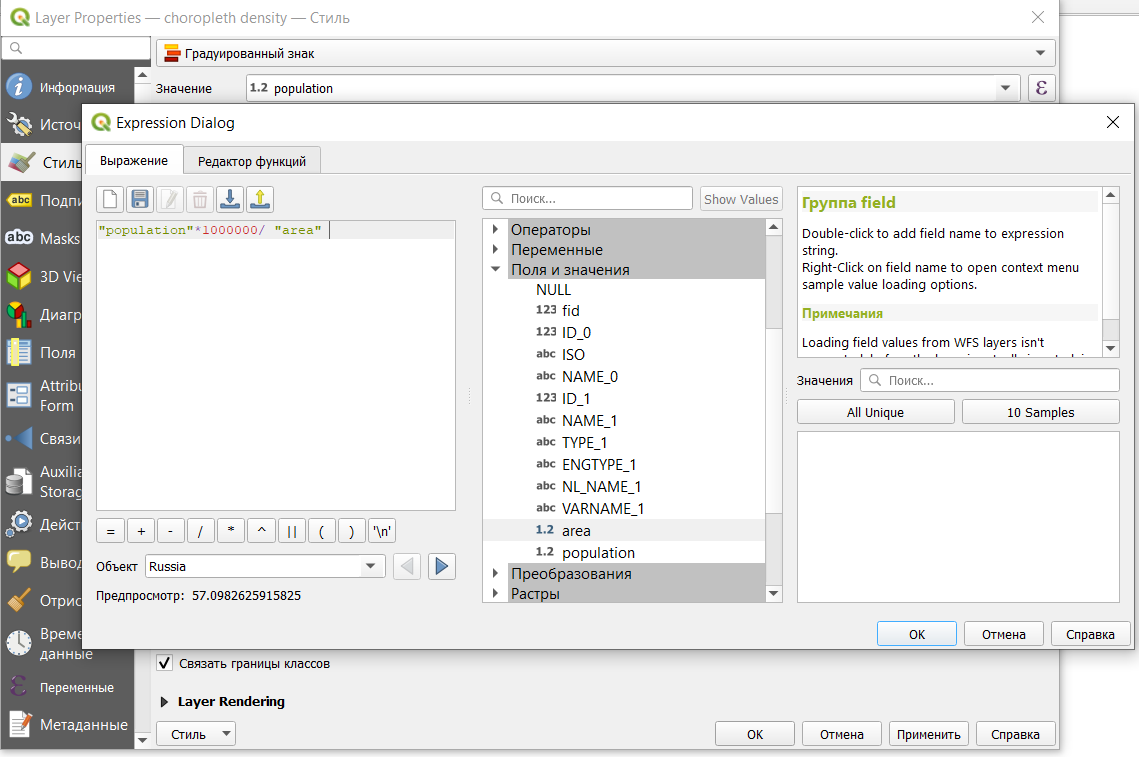 Layer Properties — choropleth density — Стиль
Градуированный знак
Информация
Значение
1.2 population
ε
Источ
Стиль
Подпи
Masks
3D Vie
Диагр
Поля
Attribu
Form
Связи
Auxilia
Storag
Дейст
Вывод
Отрис
Време
данные
Переменные
Метаданные
Expression Dialog
Выражение
Редактор функций
"population"*1000000/ "area"
=
+
-
/
*
^
||
(
)
'\n'
Объект
Russia
Предпросмотр: 57.0982625915825
Поиск...
Show Values
Операторы
Переменные
Поля и значения
NULL
123 fid
123 ID_0
abc ISO
abc NAME_0
123 ID_1
abc NAME_1
abc TYPE_1
abc ENGTYPE_1
abc NL_NAME_1
abc VARNAME_1
1.2 area
1.2 population
Преобразования
Растры
Группа field
Double-click to add field name to expression
string.
Right-Click on field name to open context menu
sample value loading options.
Примечания
Loading field values from WFS layers isn't
Значения
Поиск...
All Unique
10 Samples
OK
Отмена
Справка
Связать границы классов
Layer Rendering
Стиль
OK
Отмена
Применить
Справка